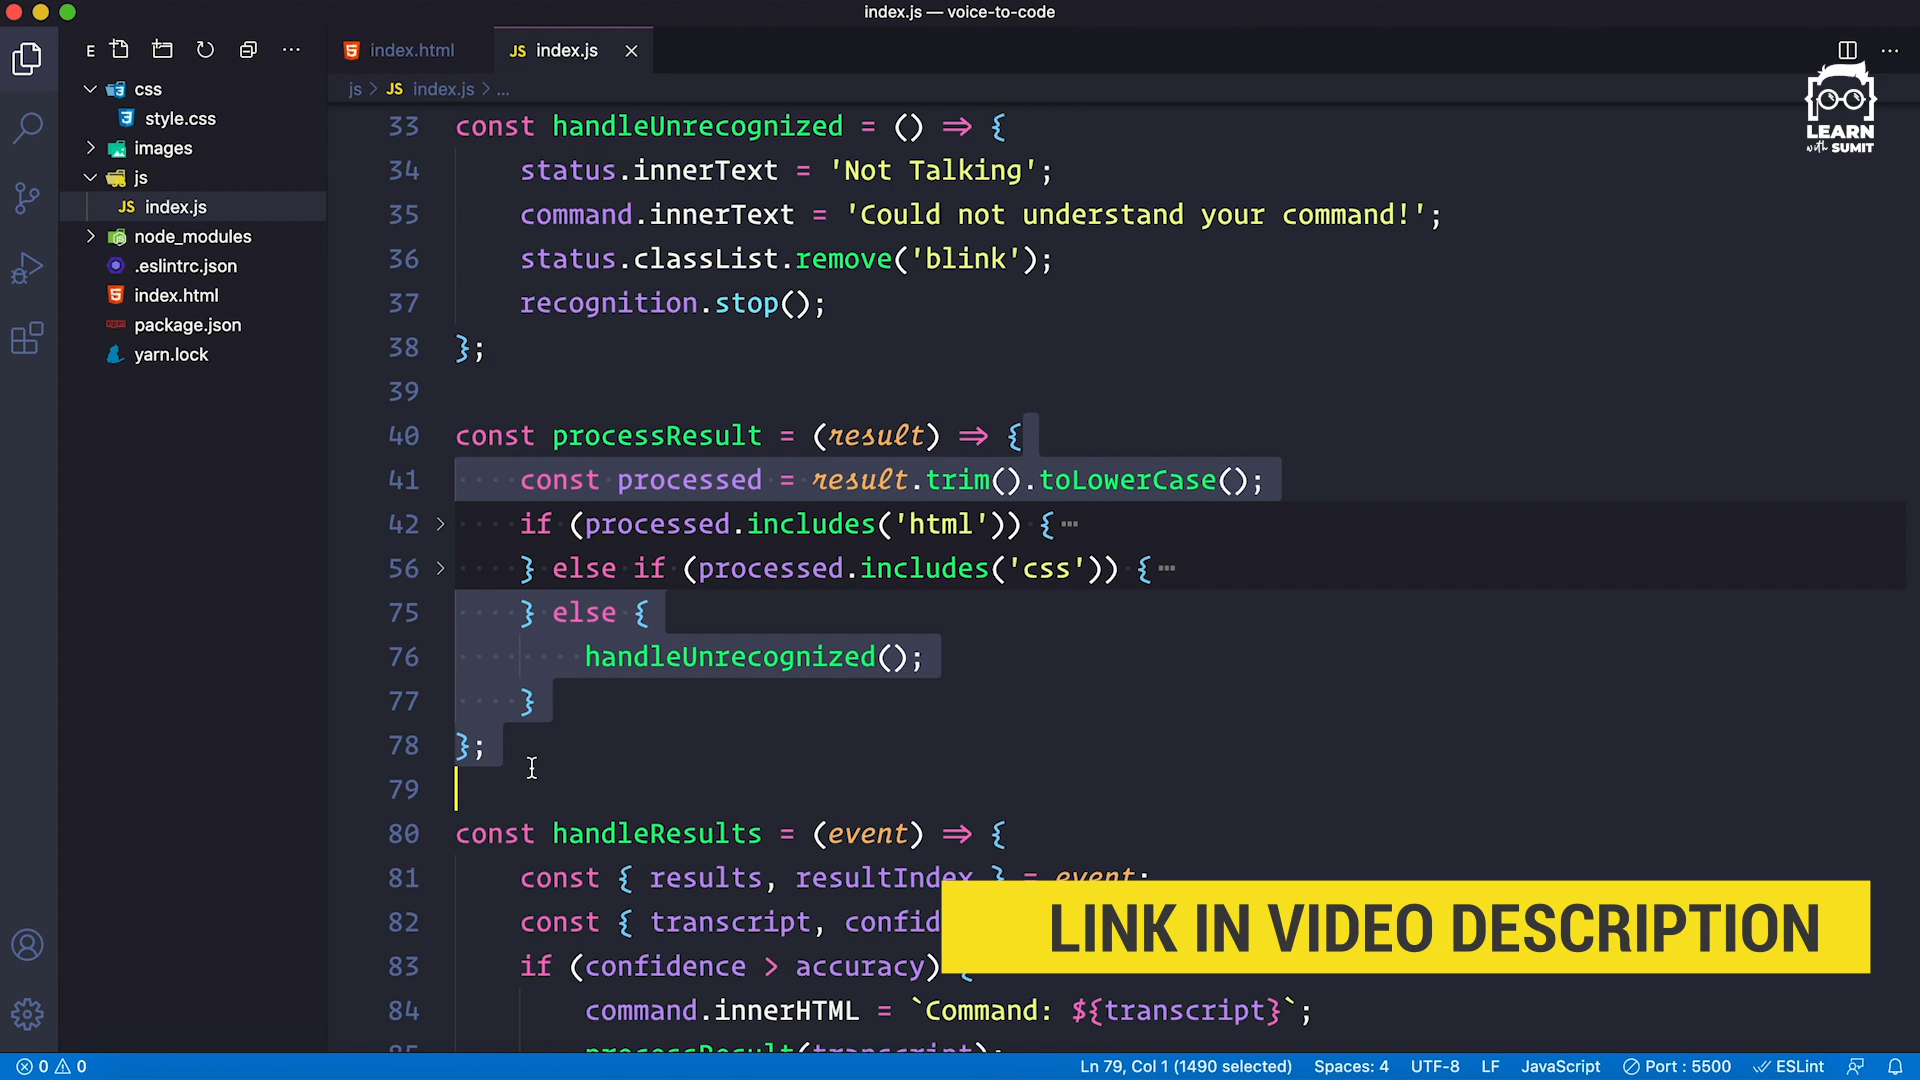 index.js — voice-to-code
E
index.html
JS index.js
js > JS index.js > ...
LEARN
with SUMIT
css
style.css
images
js
JS index.js
node_modules
.eslintrc.json
index.html
package.json
yarn.lock
33 const handleUnrecognized = () => {
34 status.innerText = 'Not Talking';
35 command.innerText = 'Could not understand your command!';
36 status.classList.remove('blink');
37 recognition.stop();
38 };
39
40 const processResult = (result) => {
41 const processed = result.trim().toLowerCase();
42 if (processed.includes('html')) {…
56 } else if (processed.includes('css')) {…
75 } else {
76 handleUnrecognized();
77 }
78 };
79
80 const handleResults = (event) => {
81 const { results, resultIndex } = event;
82 const { transcript, confid
83 if (confidence > accuracy) {
84 command.innerHTML = `Command: ${transcript}`;
85 processResult(transcript);
LINK IN VIDEO DESCRIPTION
0 0
Ln 79, Col 1 (1490 selected) Spaces: 4 UTF-8 LF JavaScript Port : 5500 ESLint